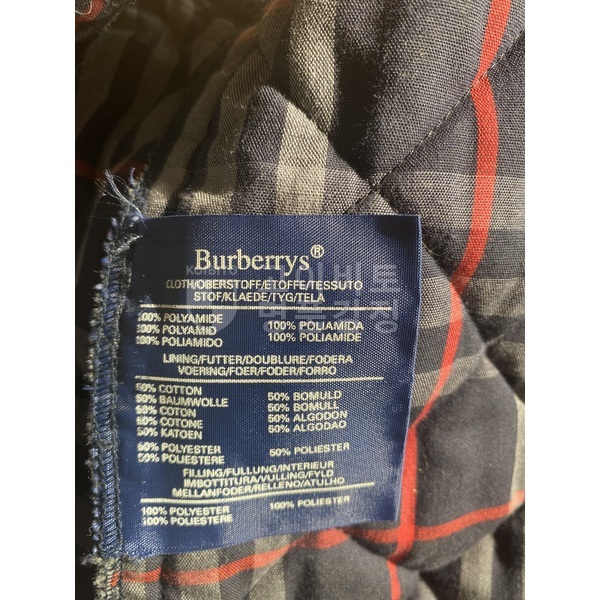 Burberrys®
CLOTH/OBERSTOFF/ETOFFE/TESSUTO
STOF/KLAEDE/TYG/TELA
100% POLYAMIDE
100% POLYAMID 100% POLIAMIDA
100% POLIAMIDO 100% POLIAMIDE
LINING/FUTTER/DOUBLURE/FODERA
VOERING/FOER/FODER/FORRO
50% COTTON
50% BAUMWOLLE 50% BOMULD
50% COTON 50% BOMULL
50% COTONE 50% ALGODON
50% KATOEN 50% ALGODAO
50% POLYESTER 50% POLIESTER
50% POLIESTERE
FILLING/FULLUNG/INTERIEUR
IMBOTTITURA/VULLING/FYLD
MELLANFODER/RELLENO/ATULHO
100% POLYESTER 100% POLIESTER
100% POLIESTERE